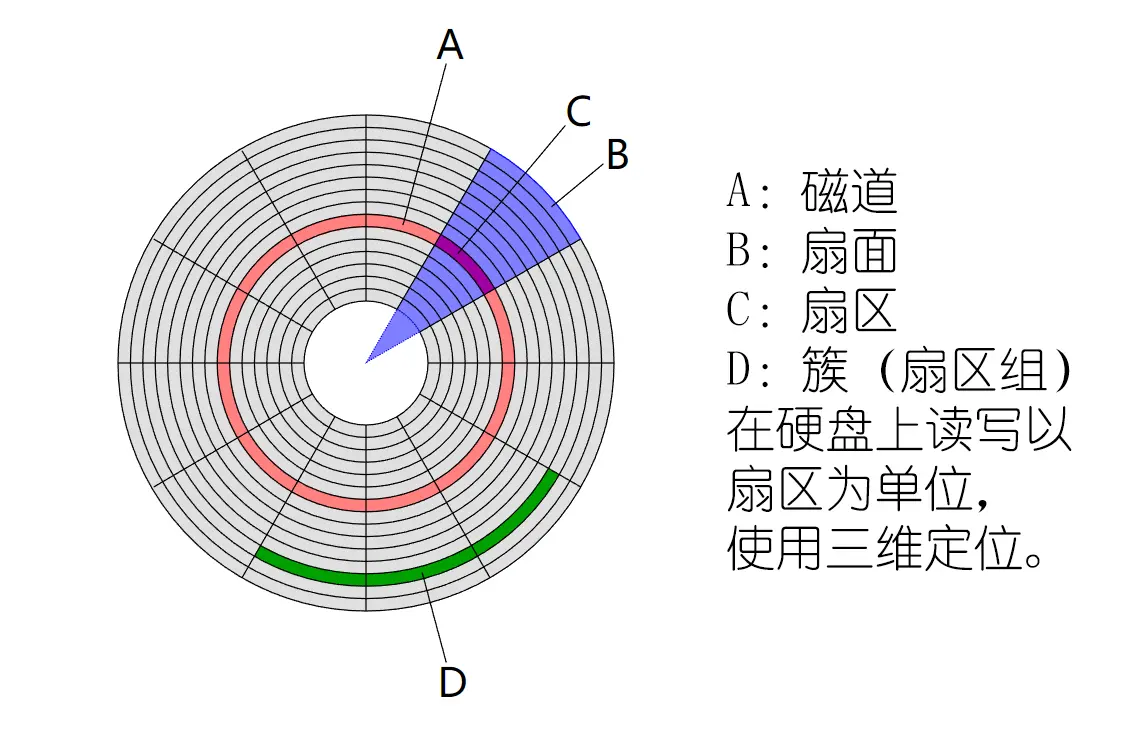 A
C
B
D
A: 磁道
B: 扇面
C: 扇区
D: 簇（扇区组）
在硬盘上读写以
扇区为单位，
使用三维定位。